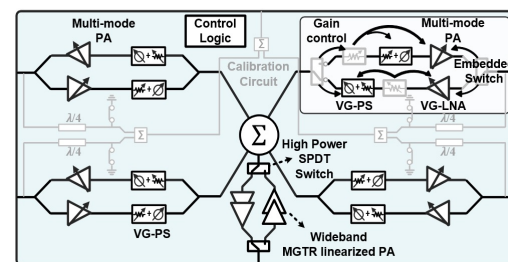 Multi-mode
PA
Control
Logic
Gain
control
Multi-mode
PA
Σ
Calibration
Circuit
Embedded
Switch
VG-PS
VG-LNA
λ/4
λ/4
Σ
Σ
λ/4
λ/4
Σ
High Power
SPDT
Switch
VG-PS
Wideband
MGTR linearized PA